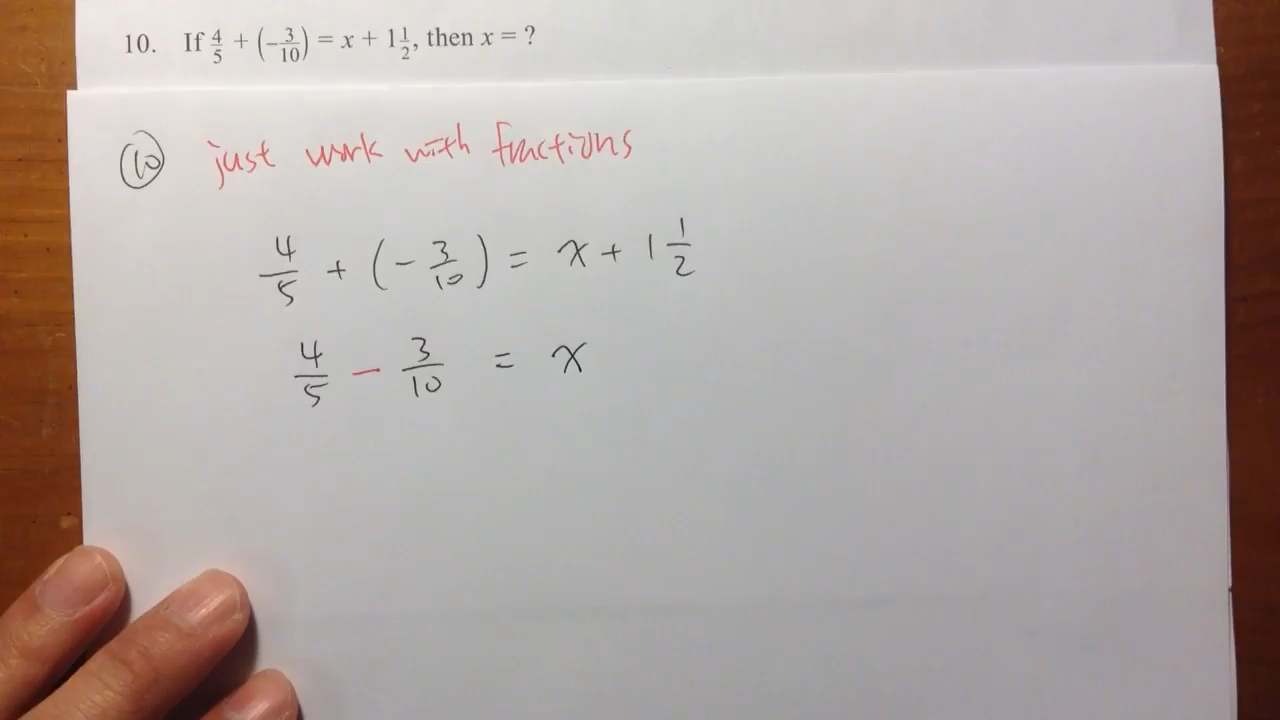 10. If 4/5 + (-3/10) = x + 1 1/2, then x = ?
10 just work with fractions
4/5 + (- 3/10) = x + 1 1/2
4/5 - 3/10 = x